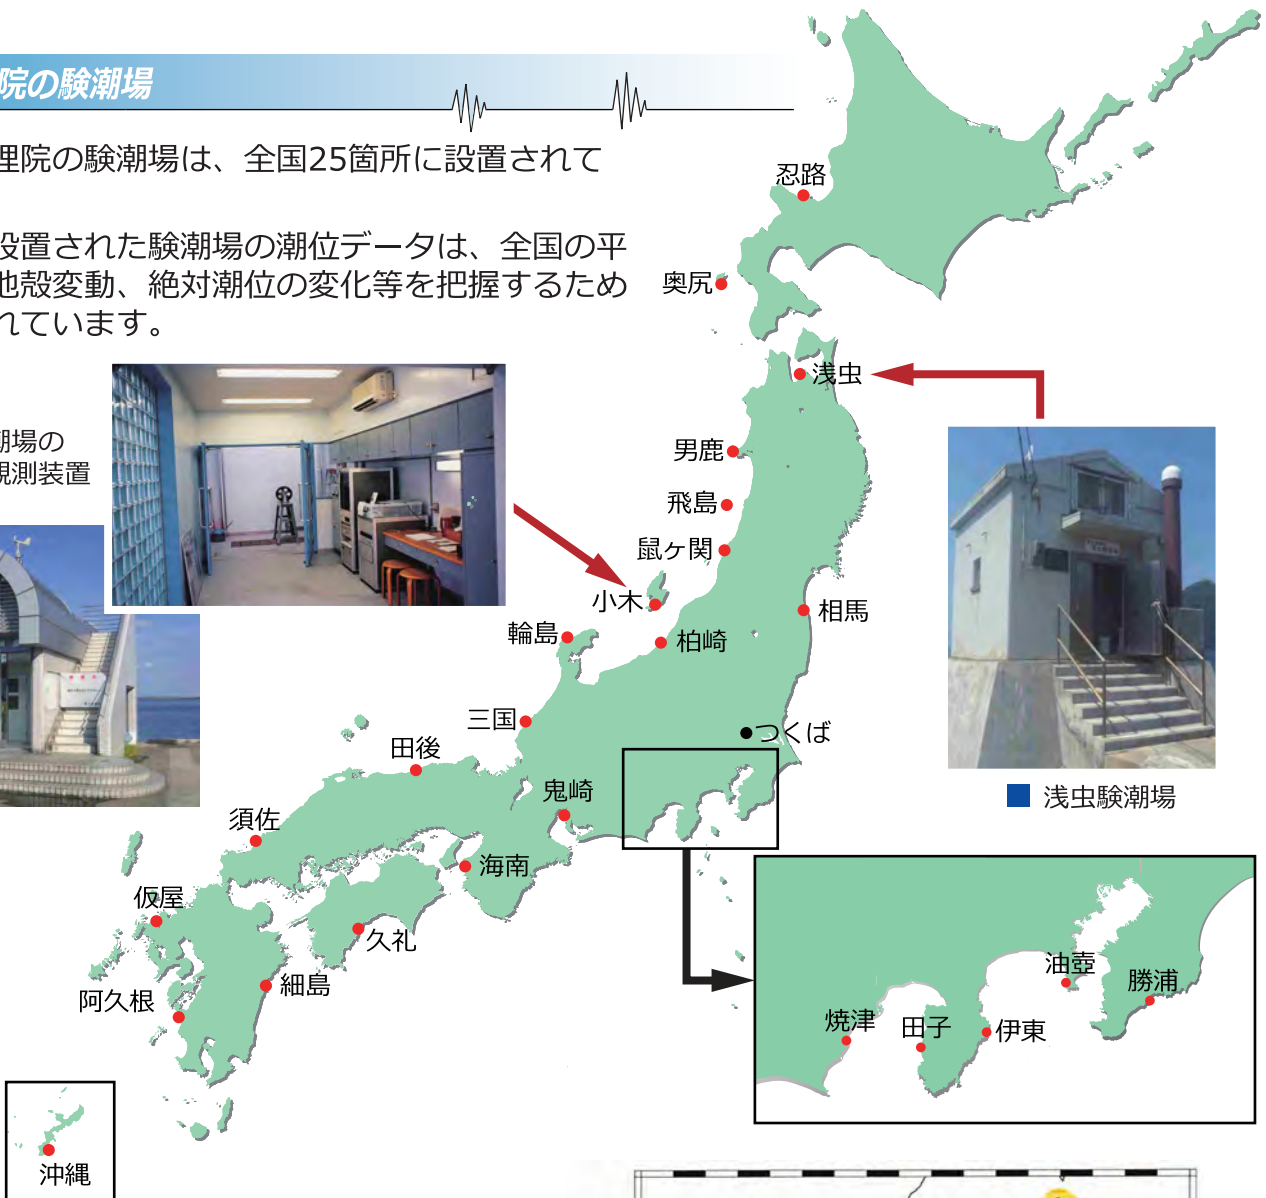 院の験潮場
理院の験潮場は、全国25箇所に設置されて
設置された験潮場の潮位データは、全国の平
地殻変動、絶対潮位の変化等を把握するため
れています。
潮場の
観測装置
忍路
奥尻
浅虫
男鹿
飛島
鼠ヶ関
小木
相馬
輪島
柏崎
三国
つくば
田後
鬼崎
浅虫験潮場
須佐
海南
仮屋
久礼
細島
阿久根
油壺
勝浦
焼津
田子
伊東
沖縄